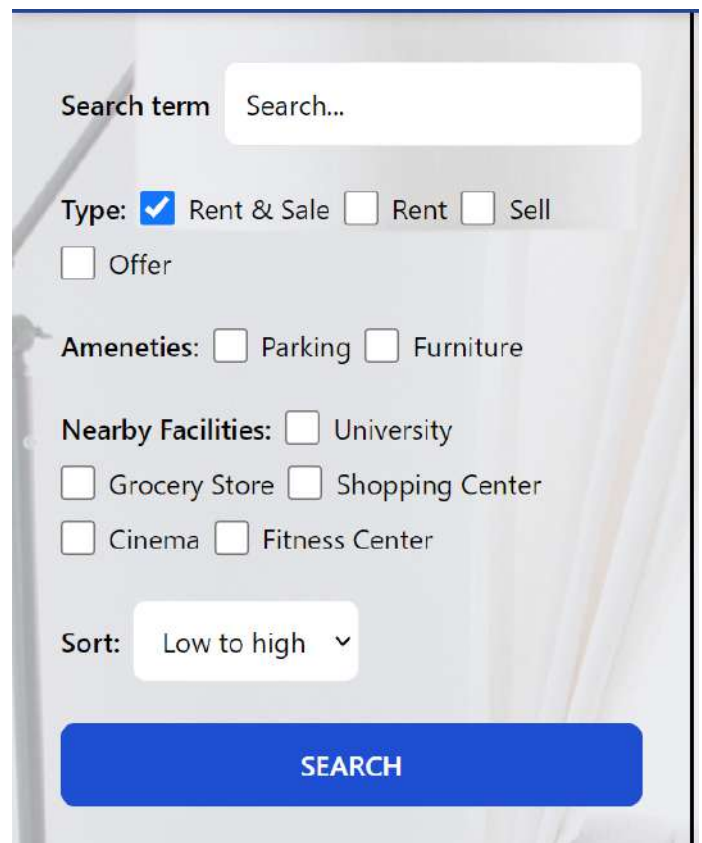 Search term Search...
Type: Rent & Sale Rent Sell
Offer
Ameneties: Parking Furniture
Nearby Facilities: University
Grocery Store Shopping Center
Cinema Fitness Center
Sort: Low to high
SEARCH